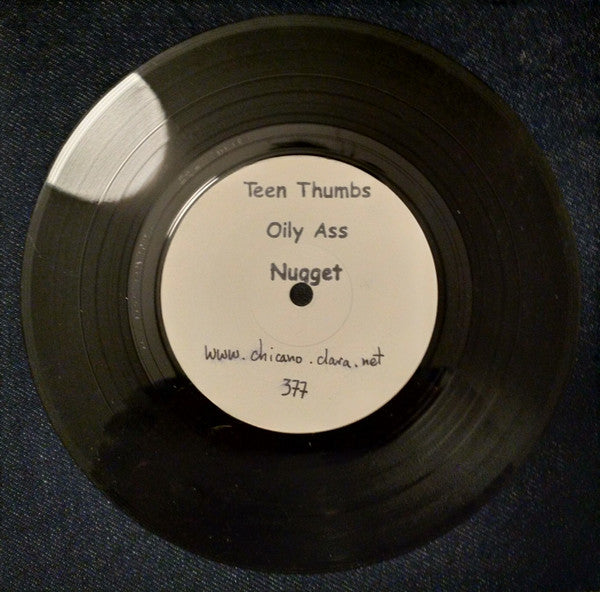 Teen Thumbs
Oily Ass
Nugget
www.chicano.clara.net
377